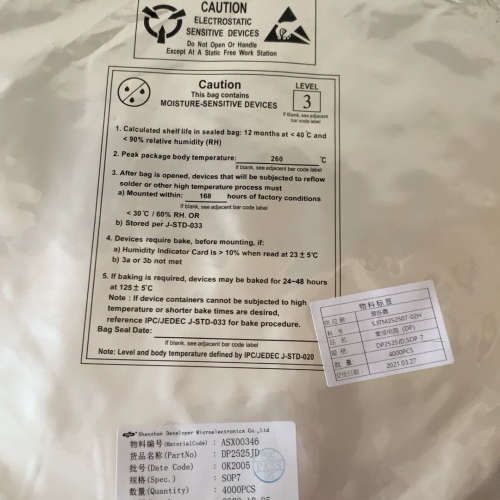 CAUTION
ELECTROSTATIC
SENSITIVE DEVICES
Do Not Open Or Handle
Except At A Static Free Work Station
Caution
This bag contains
MOISTURE-SENSITIVE DEVICES
LEVEL
3
If blank, see adjacent
bar code label
1. Calculated shelf life in sealed bag: 12 months at < 40°C and
< 90% relative humidity (RH)
2. Peak package body temperature: 260 °C
If blank, see adjacent bar code label
3. After bag is opened, devices that will be subjected to reflow
solder or other high temperature process must
a) Mounted within: 168 hours of factory conditions
If blank, see adjacent bar code label
< 30°C / 60% RH. OR
b) Stored per J-STD-033
4. Devices require bake, before mounting, if:
a) Humidity Indicator Card is > 10% when read at 23 ± 5°C
b) 3a or 3b not met
5. If baking is required, devices may be baked for 24~48 hours
at 125 ± 5°C
Note : If device containers cannot be subjected to high
temperature or shorter bake times are desired,
reference IPC/JEDEC J-STD-033 for bake procedure.
Bag Seal Date:
If blank, see adjacent bar code label
Note: Level and body temperature defined by IPC/JEDEC J-STD-020
物料标签
DP2525JD,SOP-7
数 量: 4000PCS
2021.03.27
Shenzhen Developer Microelectronics Co.,Ltd
物料编号(MaterialCode) : ASX00346
货品名称(PartNo) : DP2525JD
批号(Date Code) : OK2005
规格(Spec.) : SOP7
数量(Quantity) : 4000PCS